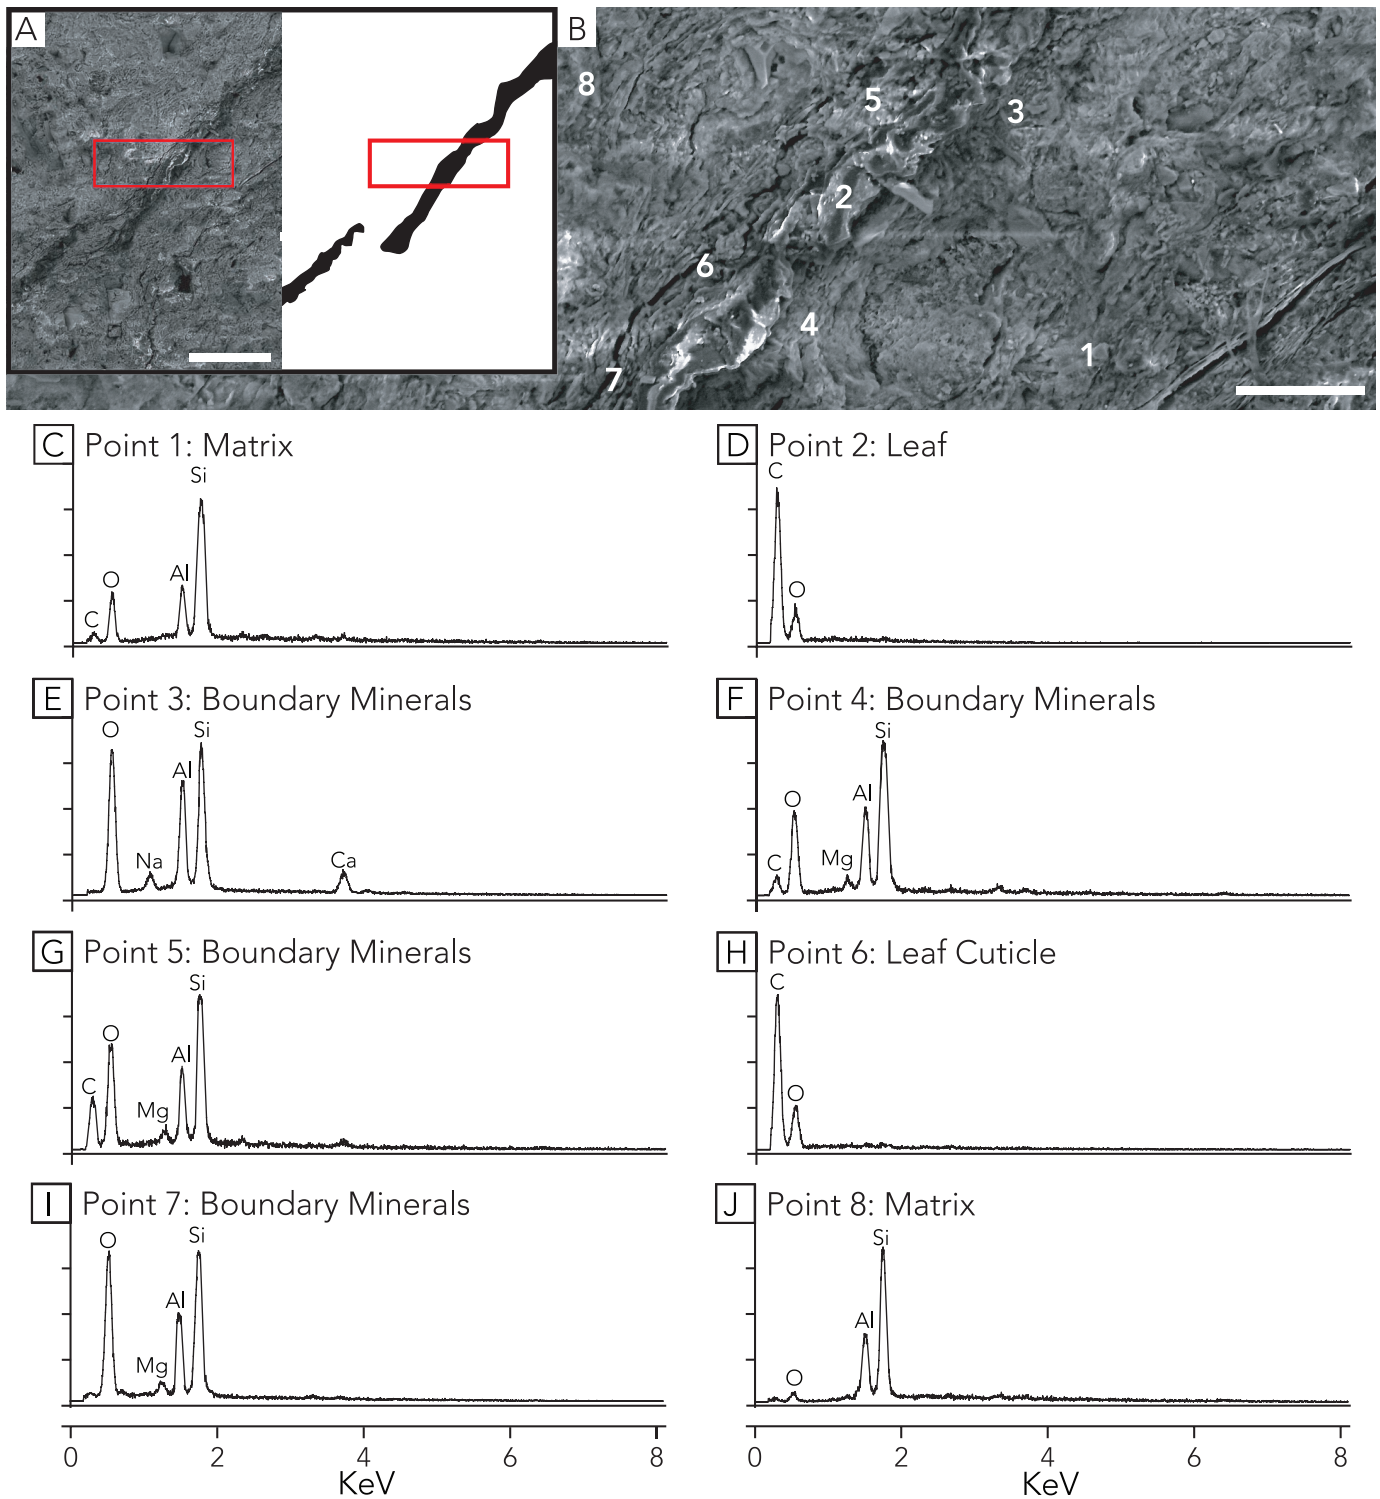 A
B
8
5
3
2
6
4
1
7
C Point 1: Matrix
C
O
Al
Si
D Point 2: Leaf
C
O
E Point 3: Boundary Minerals
O
Na
Al
Si
Ca
F Point 4: Boundary Minerals
C
O
Mg
Al
Si
G Point 5: Boundary Minerals
C
O
Mg
Al
Si
H Point 6: Leaf Cuticle
C
O
I Point 7: Boundary Minerals
O
Mg
Al
Si
0 2 4 6 8
KeV
J Point 8: Matrix
O
Al
Si
0 2 4 6 8
KeV